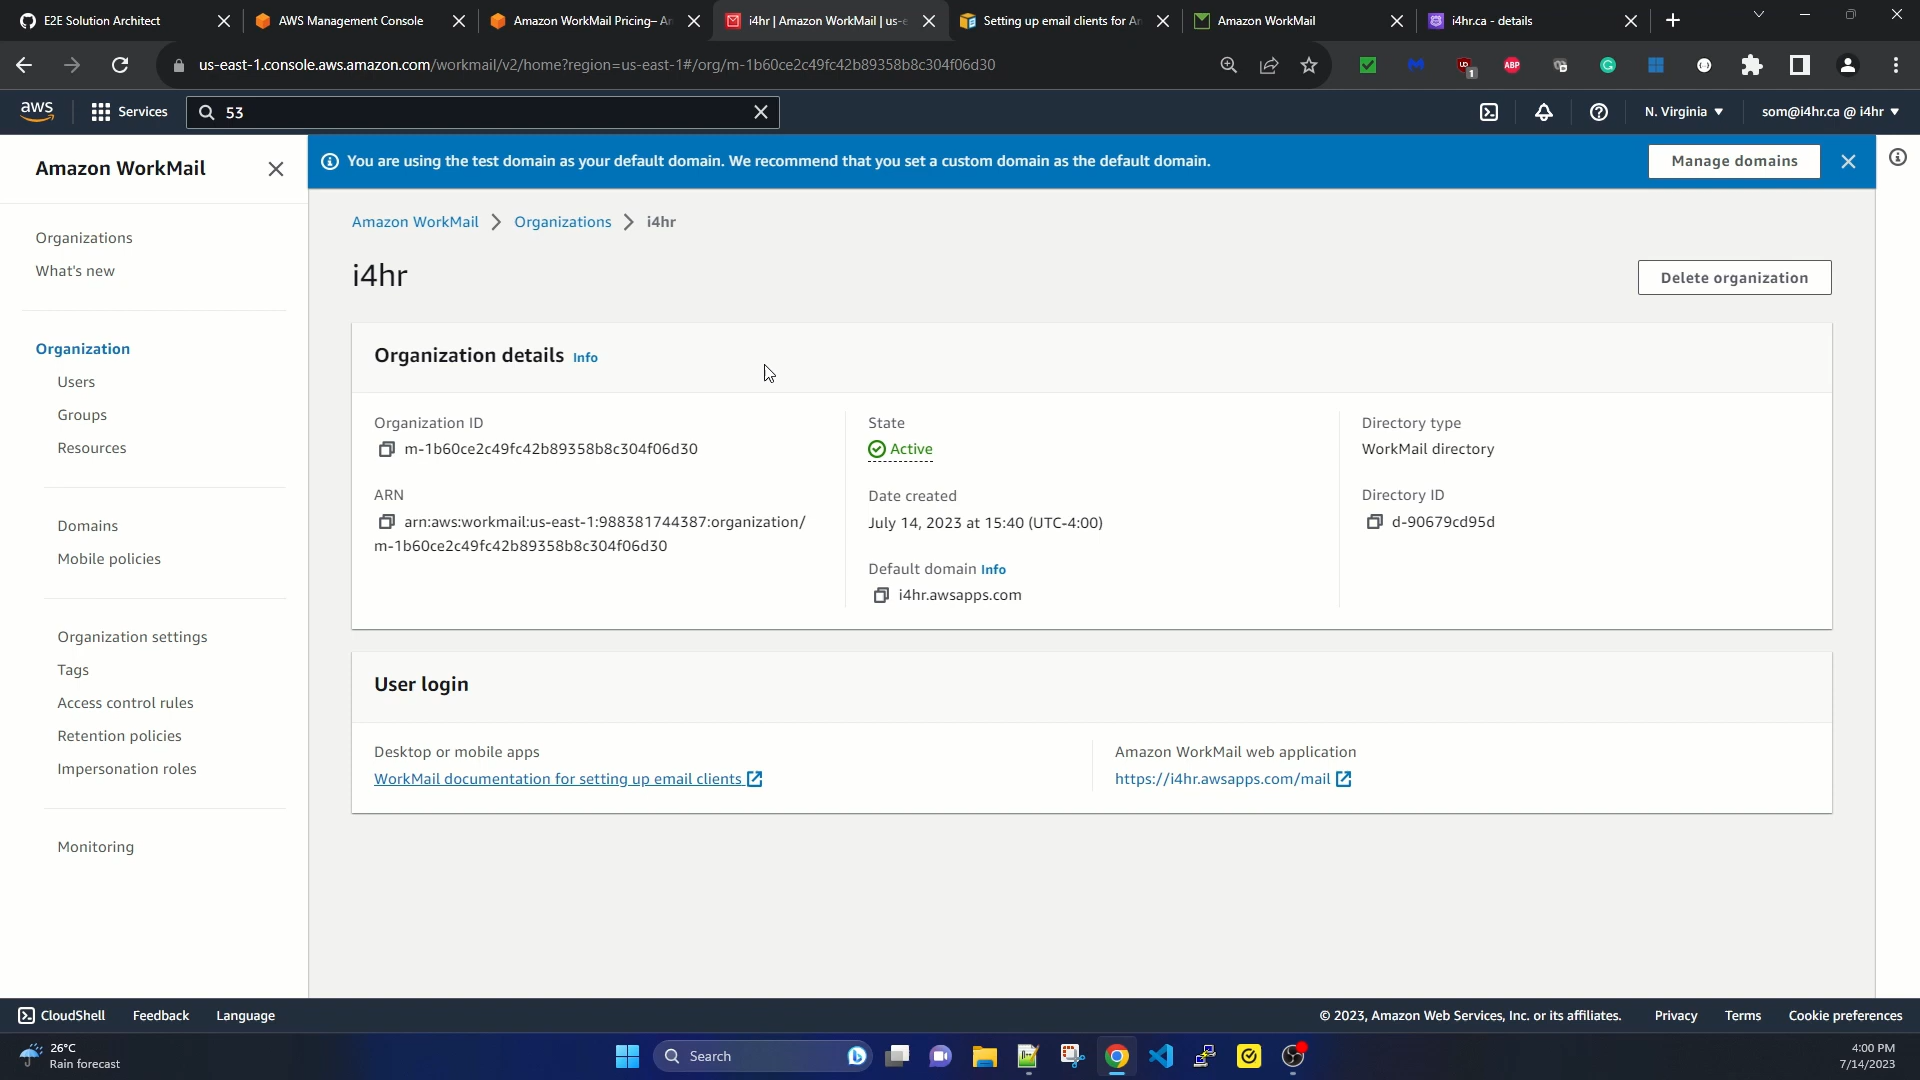 E2E Solution Architect
AWS Management Console
Amazon WorkMail Pricing– An
i4hr | Amazon WorkMail | us-e
Setting up email clients for An
Amazon WorkMail
i4hr.ca - details
us-east-1.console.aws.amazon.com/workmail/v2/home?region=us-east-1#/org/m-1b60ce2c49fc42b89358b8c304f06d30
1
ABP
aws
Services
53
N. Virginia
som@i4hr.ca @ i4hr
Amazon WorkMail
You are using the test domain as your default domain. We recommend that you set a custom domain as the default domain.
Manage domains
Organizations
What's new
Organization
Users
Groups
Resources
Domains
Mobile policies
Organization settings
Tags
Access control rules
Retention policies
Impersonation roles
Monitoring
Amazon WorkMail
Organizations
i4hr
i4hr
Delete organization
Organization details Info
Organization ID
m-1b60ce2c49fc42b89358b8c304f06d30
ARN
arn:aws:workmail:us-east-1:988381744387:organization/
m-1b60ce2c49fc42b89358b8c304f06d30
State
Active
Date created
July 14, 2023 at 15:40 (UTC-4:00)
Default domain Info
i4hr.awsapps.com
Directory type
WorkMail directory
Directory ID
d-90679cd95d
User login
Desktop or mobile apps
WorkMail documentation for setting up email clients
Amazon WorkMail web application
https://i4hr.awsapps.com/mail
CloudShell
Feedback
Language
© 2023, Amazon Web Services, Inc. or its affiliates.
Privacy
Terms
Cookie preferences
26°C
Rain forecast
Search
4:00 PM
7/14/2023